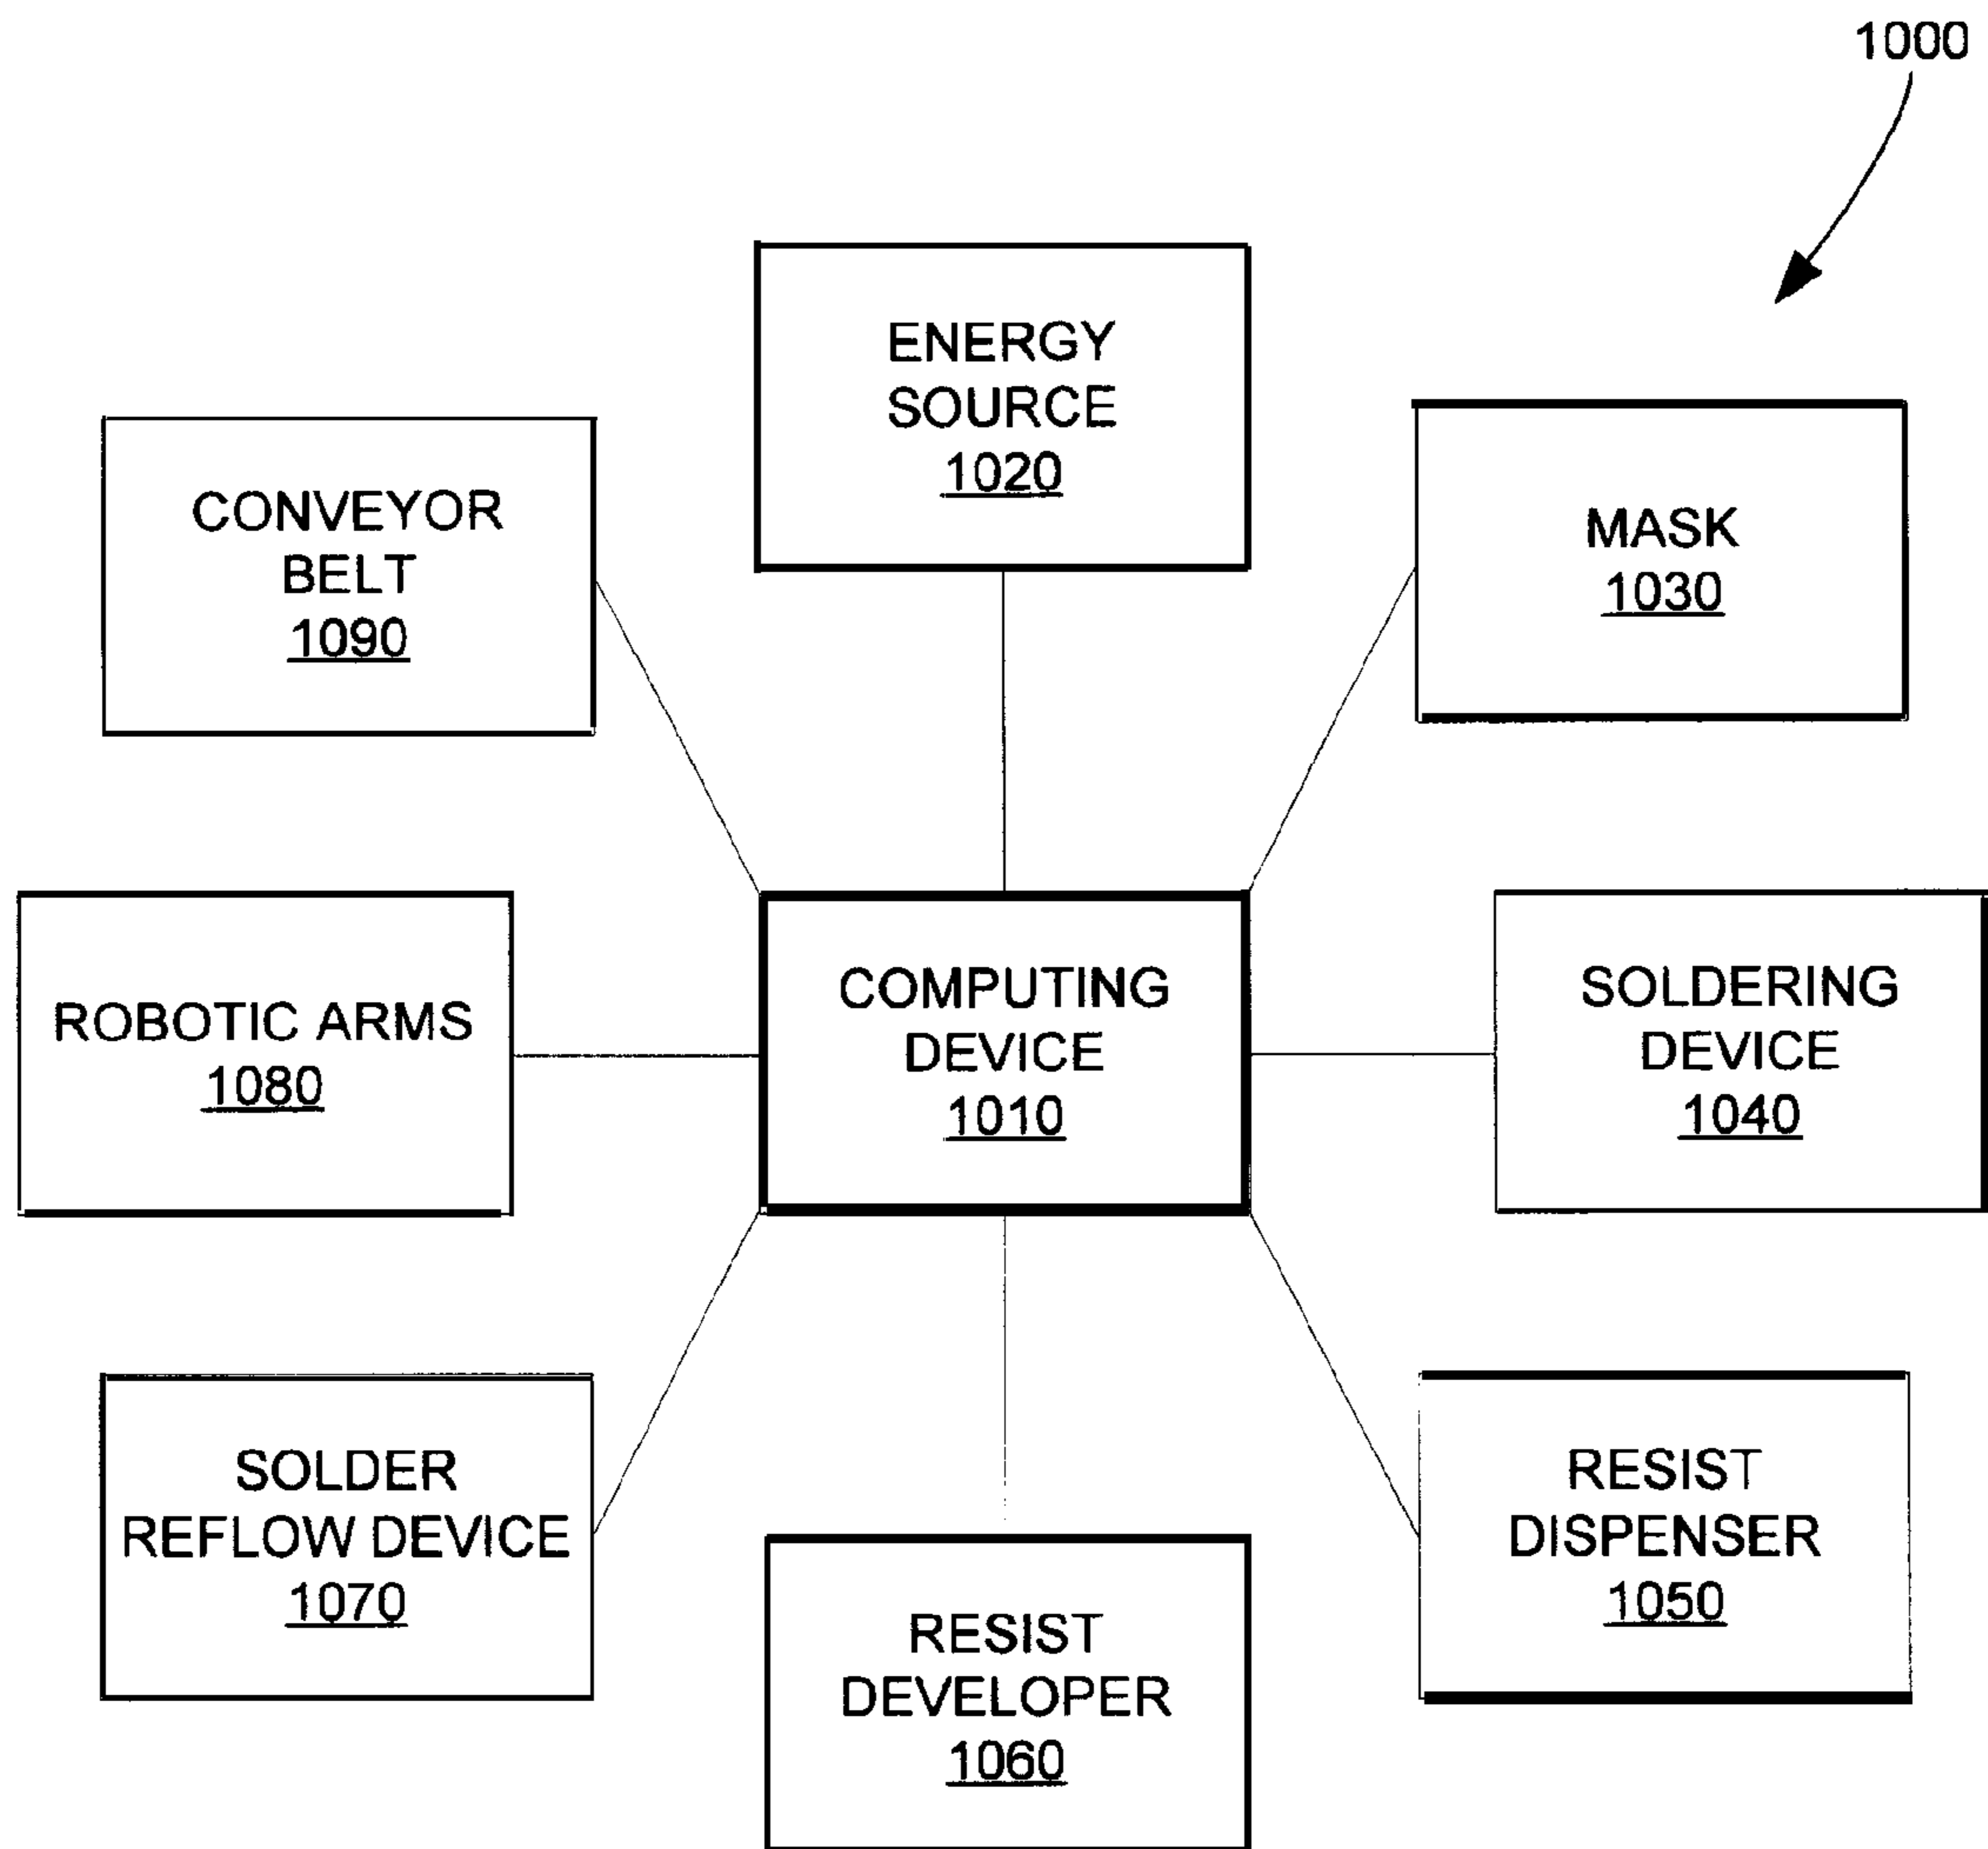 1000
ENERGY
SOURCE
1020
CONVEYOR
BELT
1090
MASK
1030
ROBOTIC ARMS
1080
COMPUTING
DEVICE
1010
SOLDERING
DEVICE
1040
SOLDER
REFLOW DEVICE
1070
RESIST
DEVELOPER
1060
RESIST
DISPENSER
1050